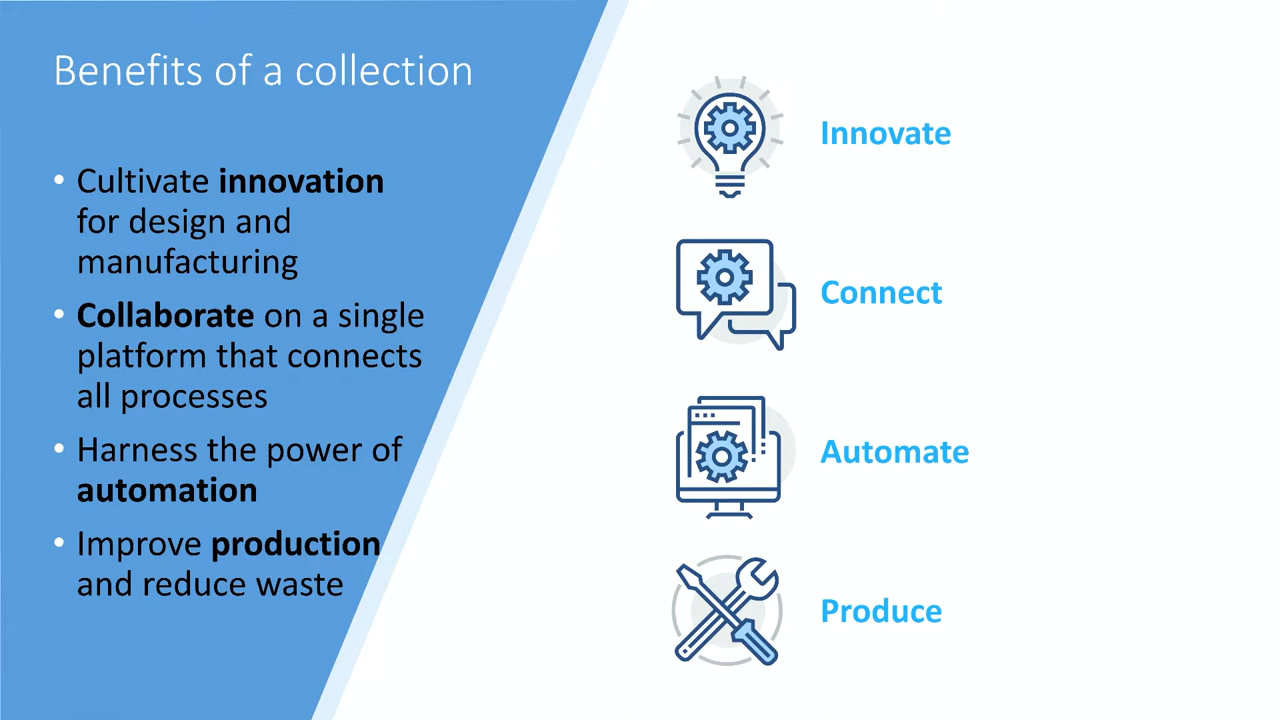 Benefits of a collection
• Cultivate innovation
for design and
manufacturing
• Collaborate on a single
platform that connects
all processes
• Harness the power of
automation
• Improve production
and reduce waste
Innovate
Connect
Automate
Produce